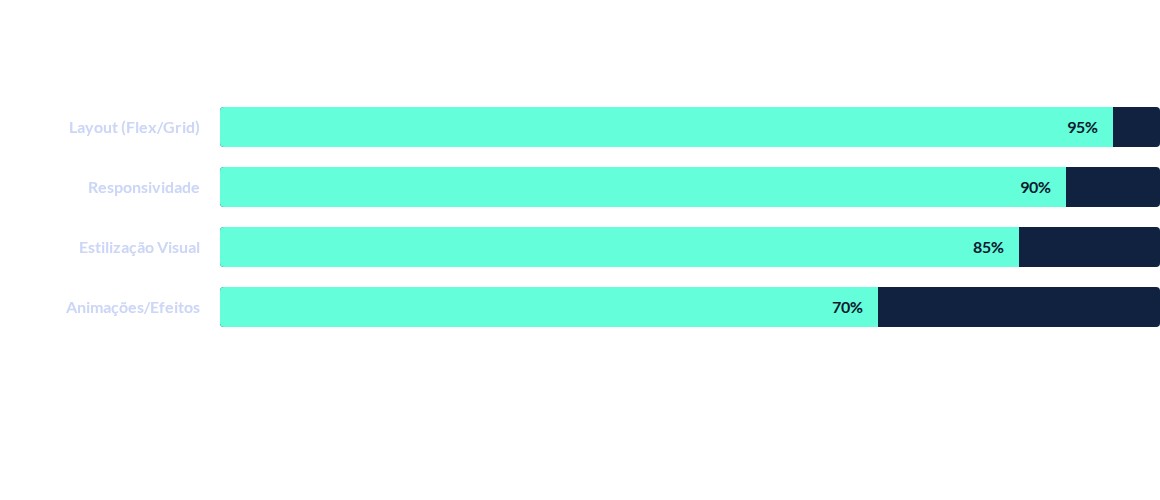 Layout (Flex/Grid) 95%
Responsividade 90%
Estilização Visual 85%
Animações/Efeitos 70%